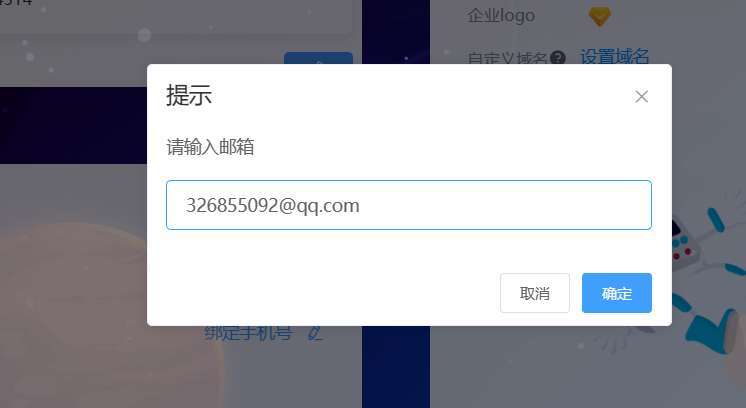 企业logo
自定义域名 设置域名
提示
请输入邮箱
326855092@qq.com
取消 确定
绑定手机号